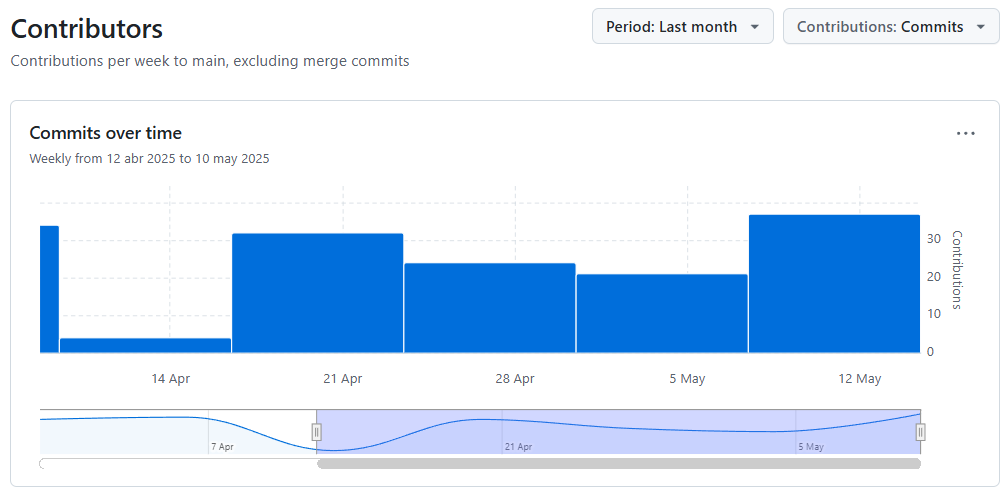 Contributors
Period: Last month
Contributions: Commits
Contributions per week to main, excluding merge commits
Commits over time
Weekly from 12 abr 2025 to 10 may 2025
30
20
10
0
Contributions
14 Apr
21 Apr
28 Apr
5 May
12 May
7 Apr
21 Apr
5 May